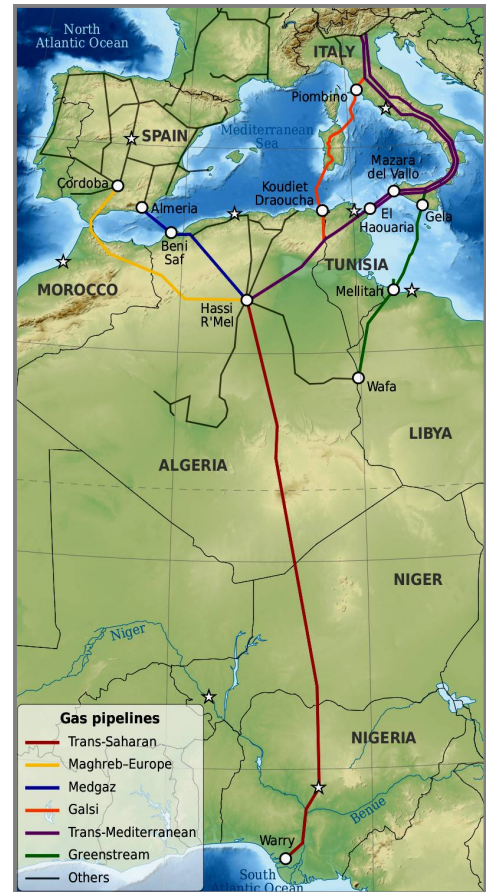 North
Atlantic Ocean
ITALY
Piombino
SPAIN
Mediterranean
Sea
Mazara
del Vallo
Córdoba
Koudiet
Draoucha
Almeria
El
Haouaria
Gela
Beni
Saf
TUNISIA
MOROCCO
Mellitah
Hassi
R'Mel
Wafa
LIBYA
ALGERIA
NIGER
Niger
NIGERIA
Benue
Warry
South
Atlantic Ocean
Gas pipelines
Trans-Saharan
Maghreb–Europe
Medgaz
Galsi
Trans-Mediterranean
Greenstream
Others